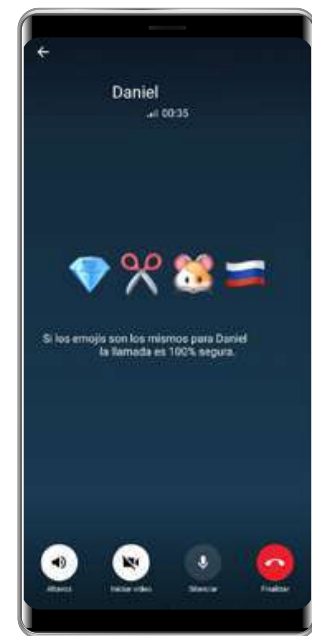 Daniel
00:35
Si los emojis son los mismos para Daniel
la llamada es 100% segura.
Altavoz
Iniciar vídeo
Silenciar
Finalizar